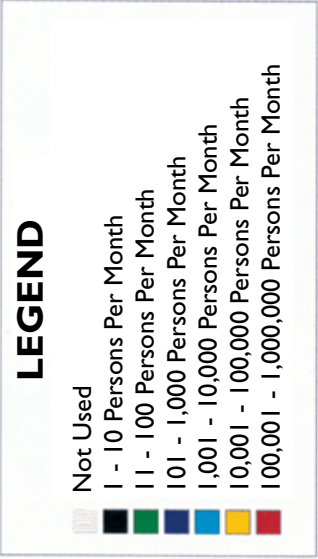 LEGEND
Not Used
1 - 10 Persons Per Month
11 - 100 Persons Per Month
101 - 1,000 Persons Per Month
1,001 - 10,000 Persons Per Month
10,001 - 100,000 Persons Per Month
100,001 - 1,000,000 Persons Per Month